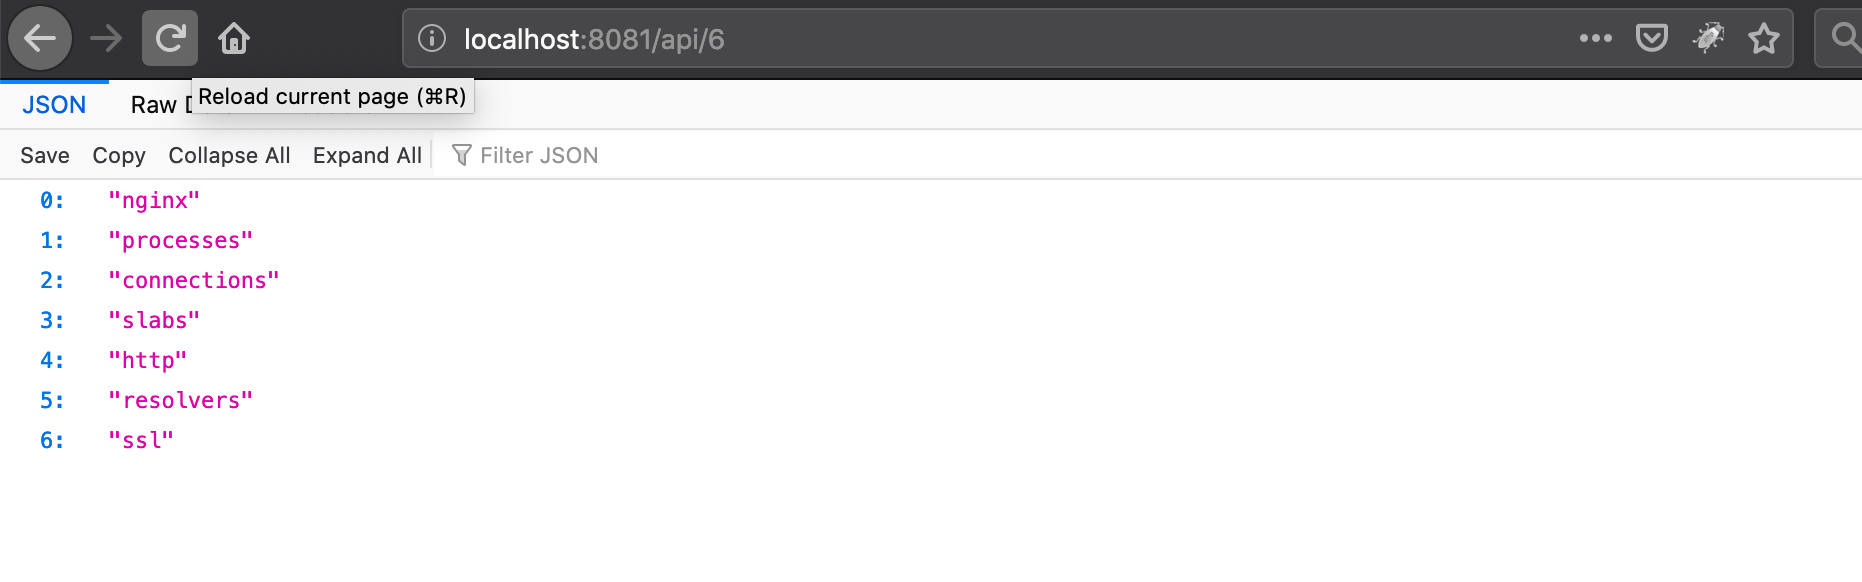 localhost:8081/api/6
Reload current page (⌘R)
JSON Raw
Save Copy Collapse All Expand All Filter JSON
0: "nginx"
1: "processes"
2: "connections"
3: "slabs"
4: "http"
5: "resolvers"
6: "ssl"